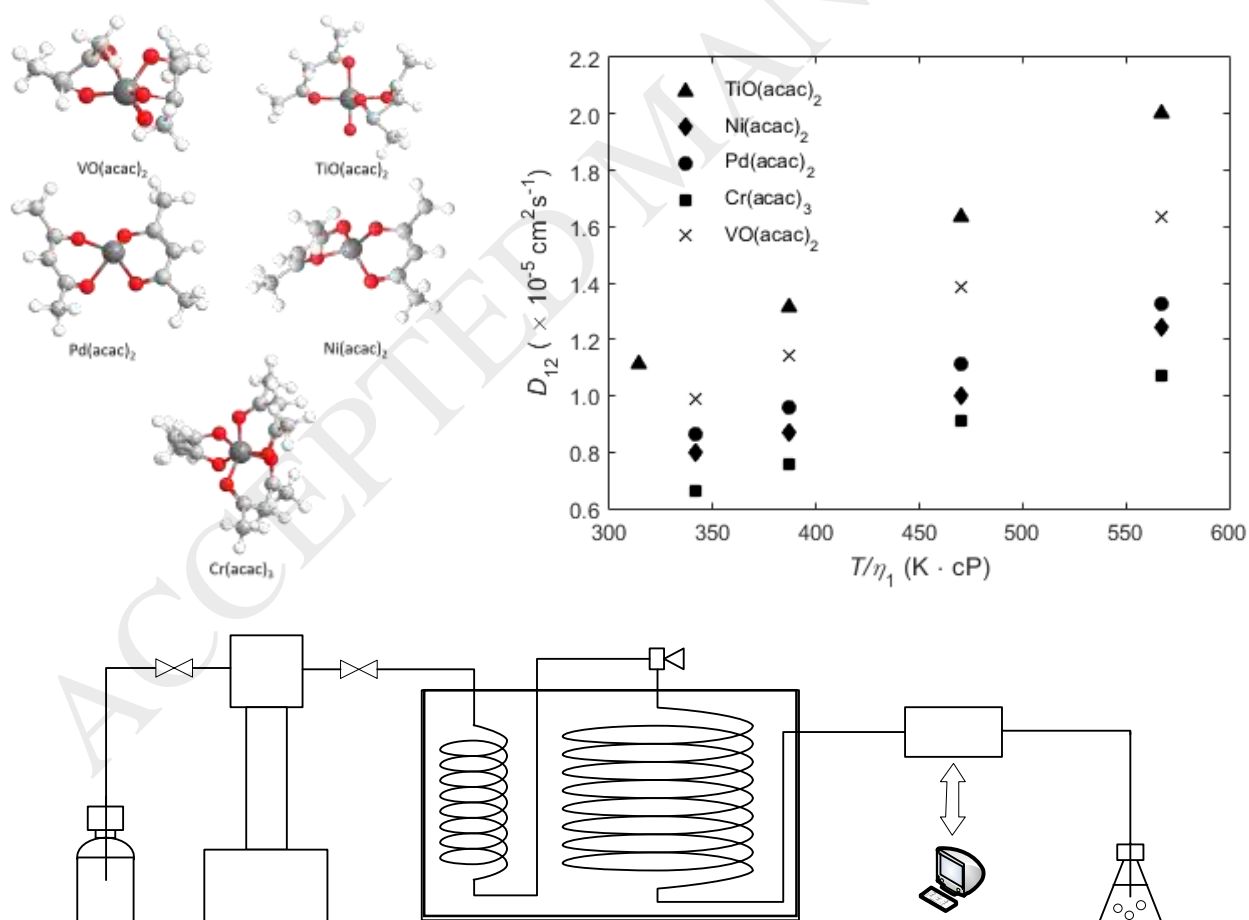 VO(acac)2
TiO(acac)2
Pd(acac)2
Ni(acac)2
Cr(acac)3
2.2
2.0
1.8
1.6
1.4
1.2
1.0
0.8
0.6
D12 ( × 10-5 cm2s-1)
TiO(acac)2
Ni(acac)2
Pd(acac)2
Cr(acac)3
VO(acac)2
300 350 400 450 500 550 600
T/η1 (K · cP)
ACCEPTED MAN